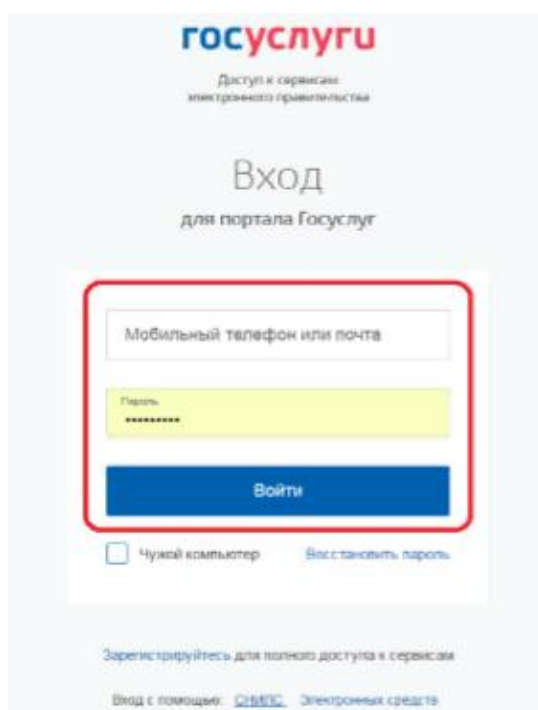 госуслуги
Доступ к сервисам
электронного правительства
Вход
для портала Госуслуг
Мобильный телефон или почта
Пароль
•••••••••
Войти
Чужой компьютер Восстановить пароль
Зарегистрируйтесь для полного доступа к сервисам
Вход с помощью: СНИЛС Электронных средств